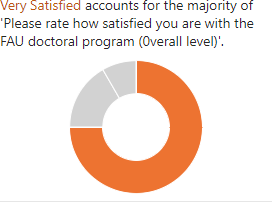 Very Satisfied accounts for the majority of
'Please rate how satisfied you are with the
FAU doctoral program (Overall level)'.